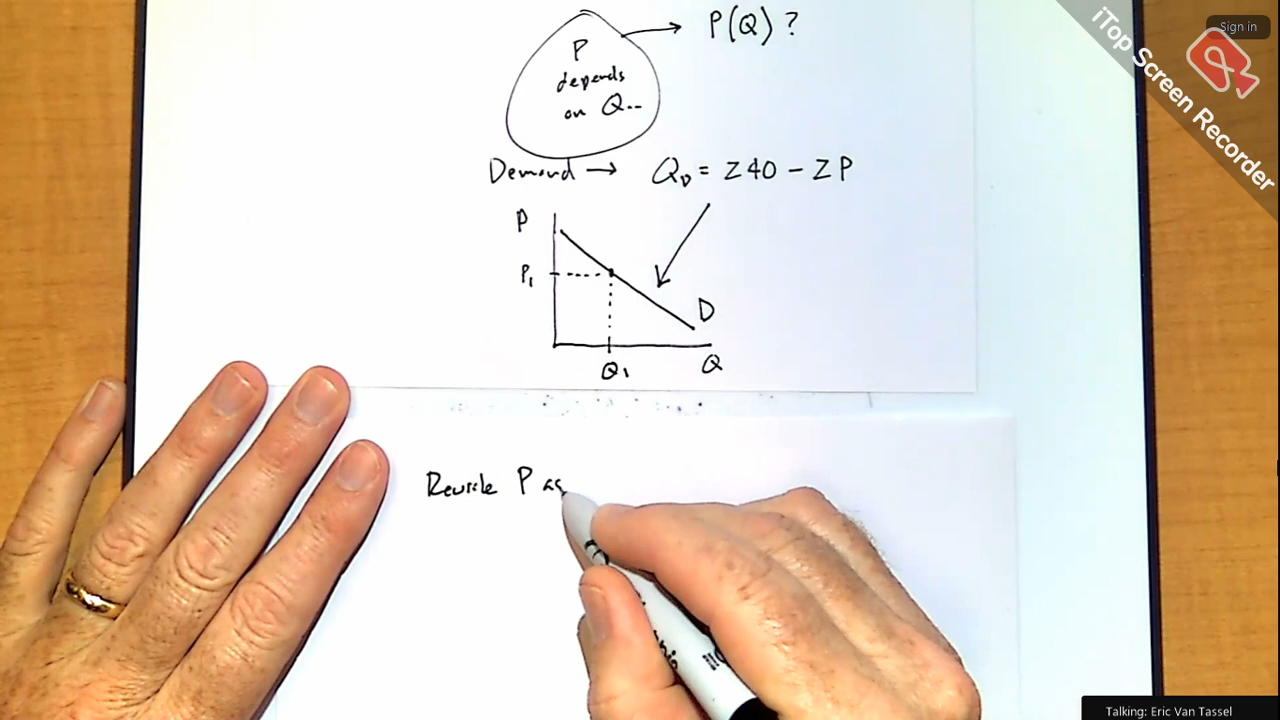 P(Q) ?
P
depends
on Q..
Demand → Q_D = 240 - 2P
P
P₁
D
Q₁
Q
Rewrite P as
iTop Screen Recorder
Sign in
Talking: Eric Van Tassel